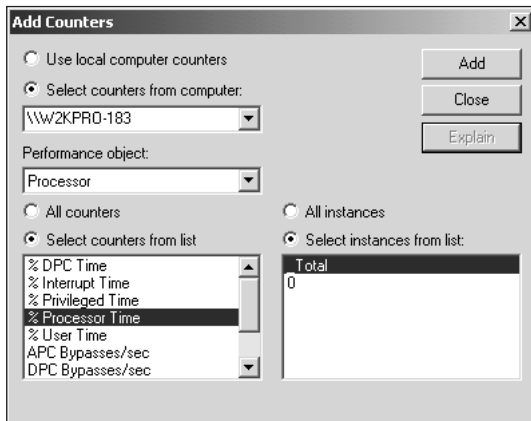 Add Counters
Use local computer counters
Select counters from computer:
\\W2KPRO-183
Performance object:
Processor
All counters
Select counters from list
% DPC Time
% Interrupt Time
% Privileged Time
% Processor Time
% User Time
APC Bypasses/sec
DPC Bypasses/sec
All instances
Select instances from list:
_Total
0
Add
Close
Explain